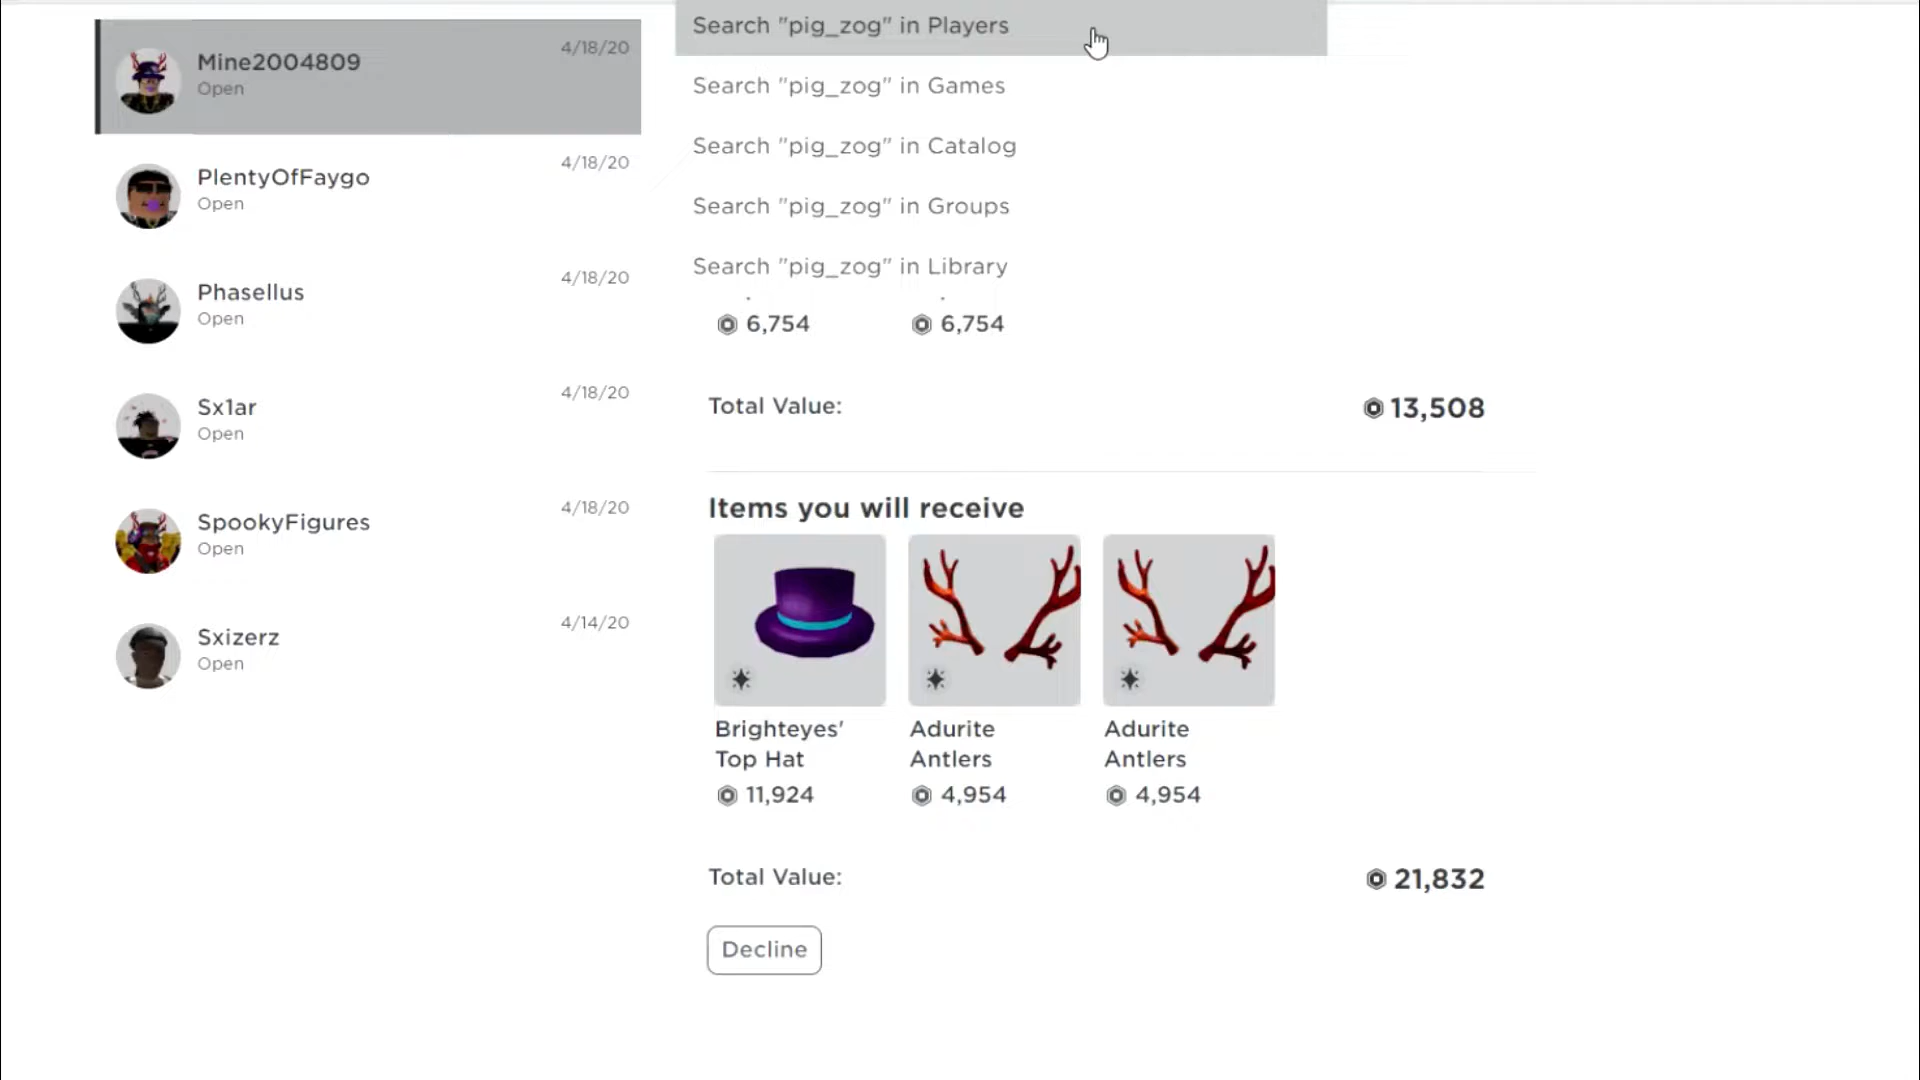 Mine2004809
4/18/20
Open
PlentyOfFaygo
4/18/20
Open
Phasellus
4/18/20
Open
Sx1ar
4/18/20
Open
SpookyFigures
4/18/20
Open
Sxizerz
4/14/20
Open
Search "pig_zog" in Players
Search "pig_zog" in Games
Search "pig_zog" in Catalog
Search "pig_zog" in Groups
Search "pig_zog" in Library
6,754
6,754
Total Value:
13,508
Items you will receive
Brighteyes'
Top Hat
11,924
Adurite
Antlers
4,954
Adurite
Antlers
4,954
Total Value:
21,832
Decline